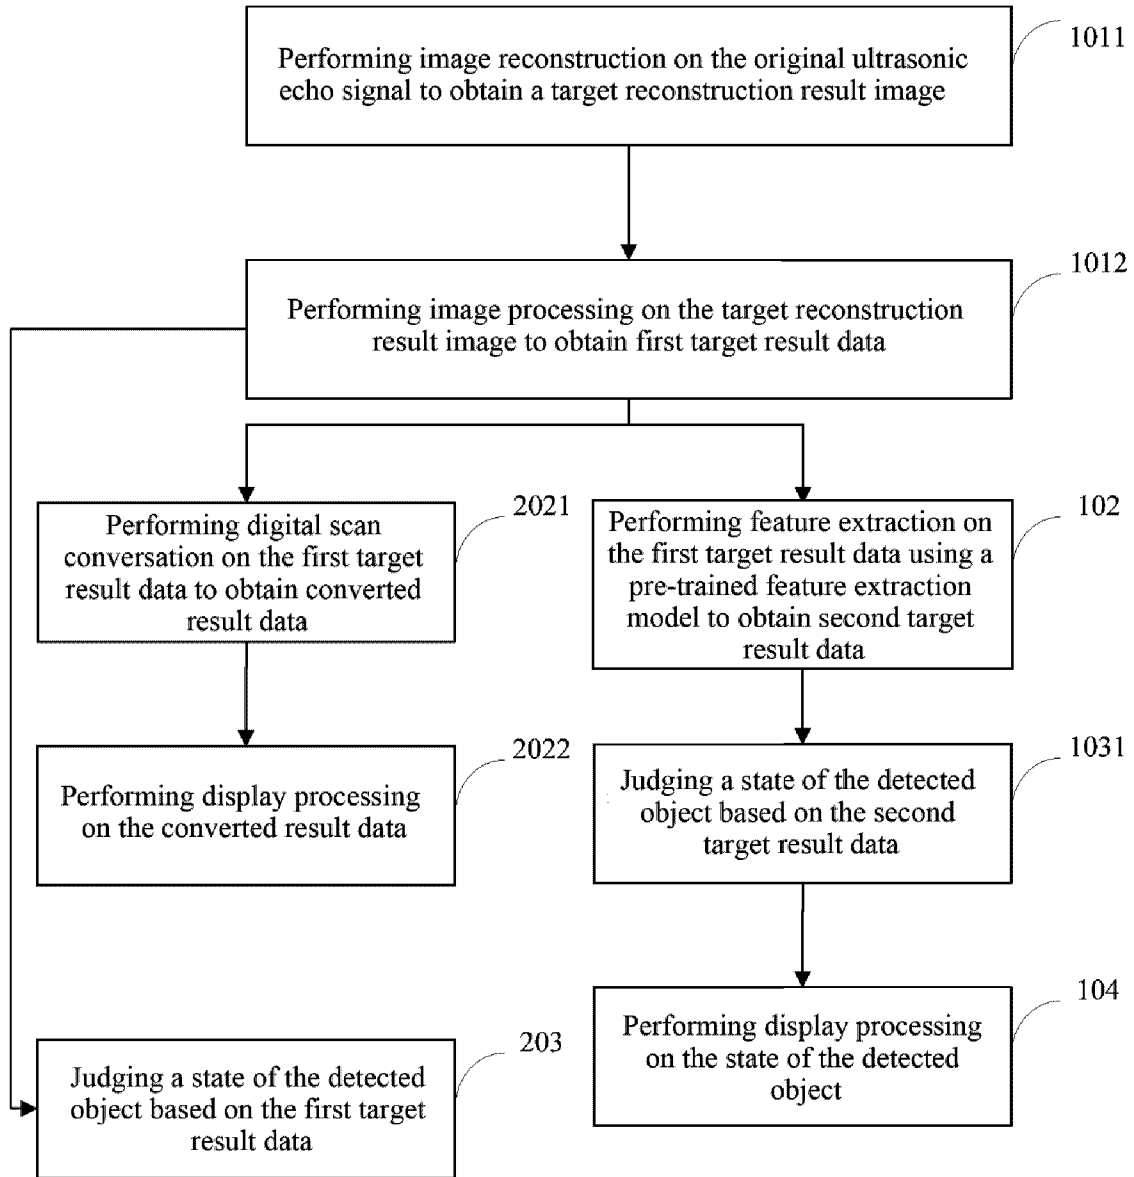 Performing image reconstruction on the original ultrasonic
echo signal to obtain a target reconstruction result image
1011
Performing image processing on the target reconstruction
result image to obtain first target result data
1012
Performing digital scan
conversation on the first target
result data to obtain converted
result data
2021
Performing feature extraction on
the first target result data using a
pre-trained feature extraction
model to obtain second target
result data
102
Performing display processing
on the converted result data
2022
Judging a state of the detected
object based on the second
target result data
1031
Judging a state of the detected
object based on the first target
result data
203
Performing display processing
on the state of the detected
object
104